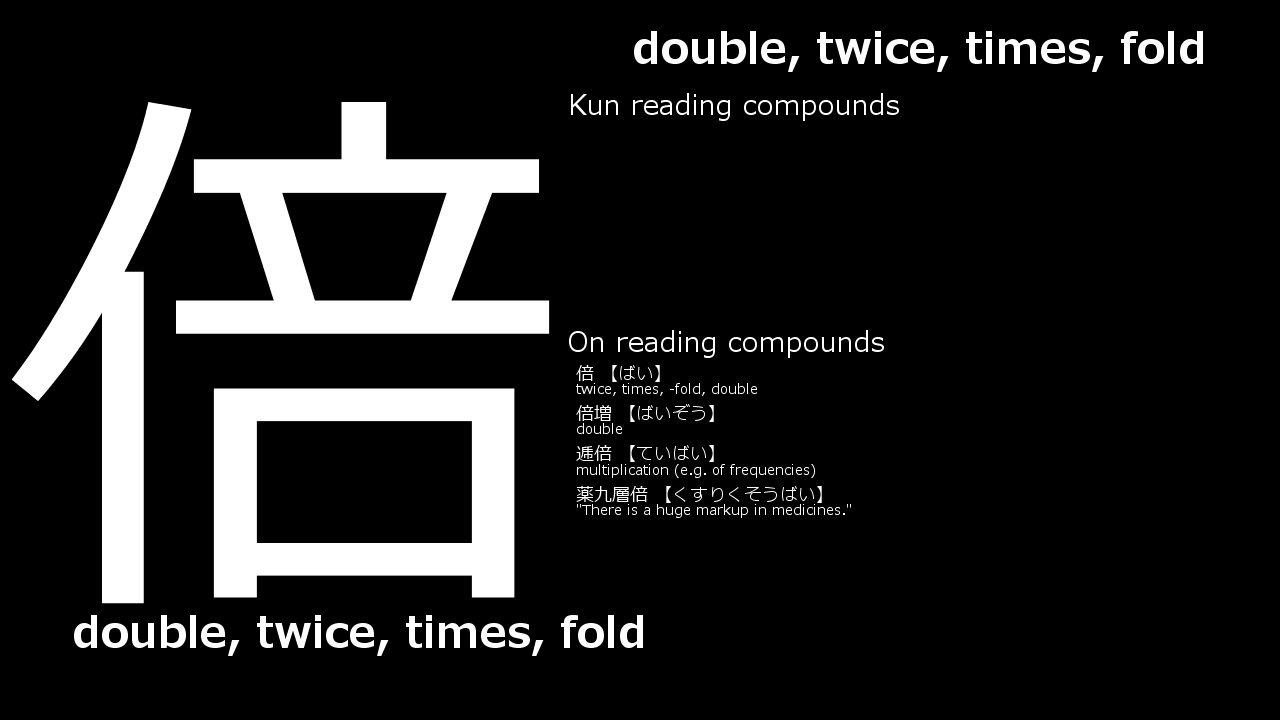 double, twice, times, fold
Kun reading compounds
倍
On reading compounds
倍 【ばい】
twice, times, -fold, double
倍増 【ばいぞう】
double
逓倍 【ていばい】
multiplication (e.g. of frequencies)
薬九層倍 【くすりくそうばい】
"There is a huge markup in medicines."
double, twice, times, fold